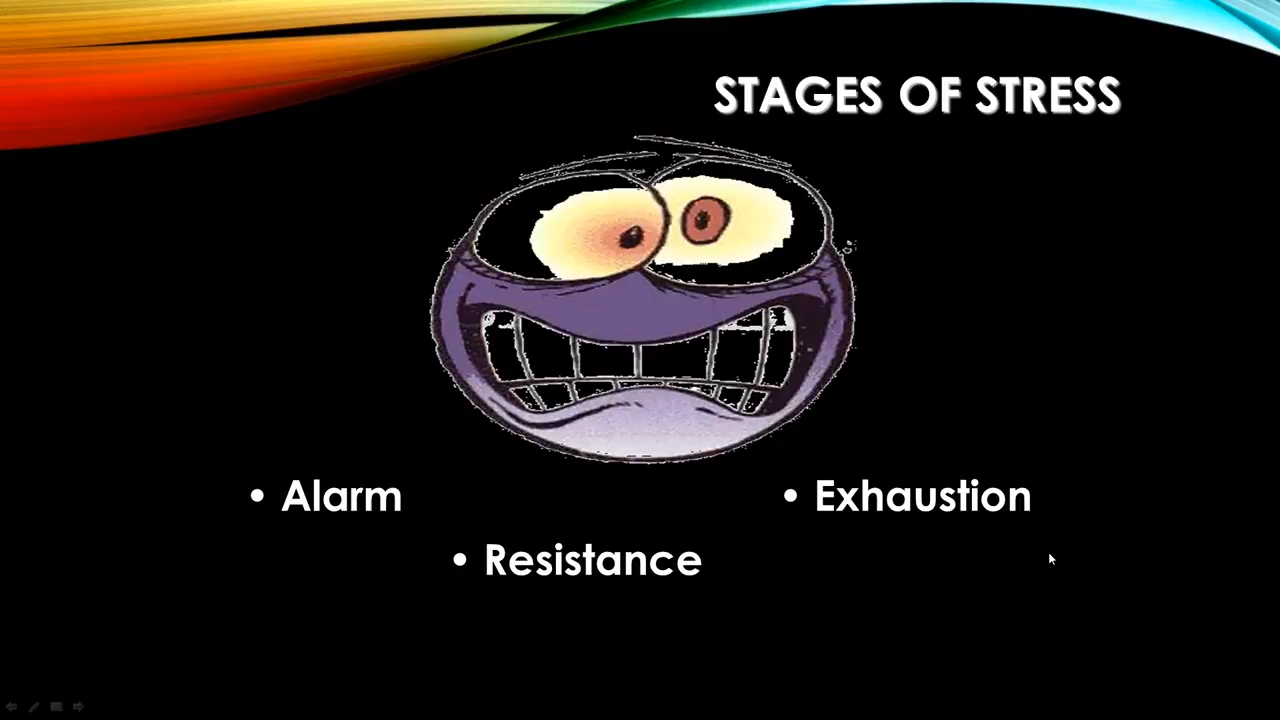 STAGES OF STRESS
• Alarm
• Exhaustion
• Resistance